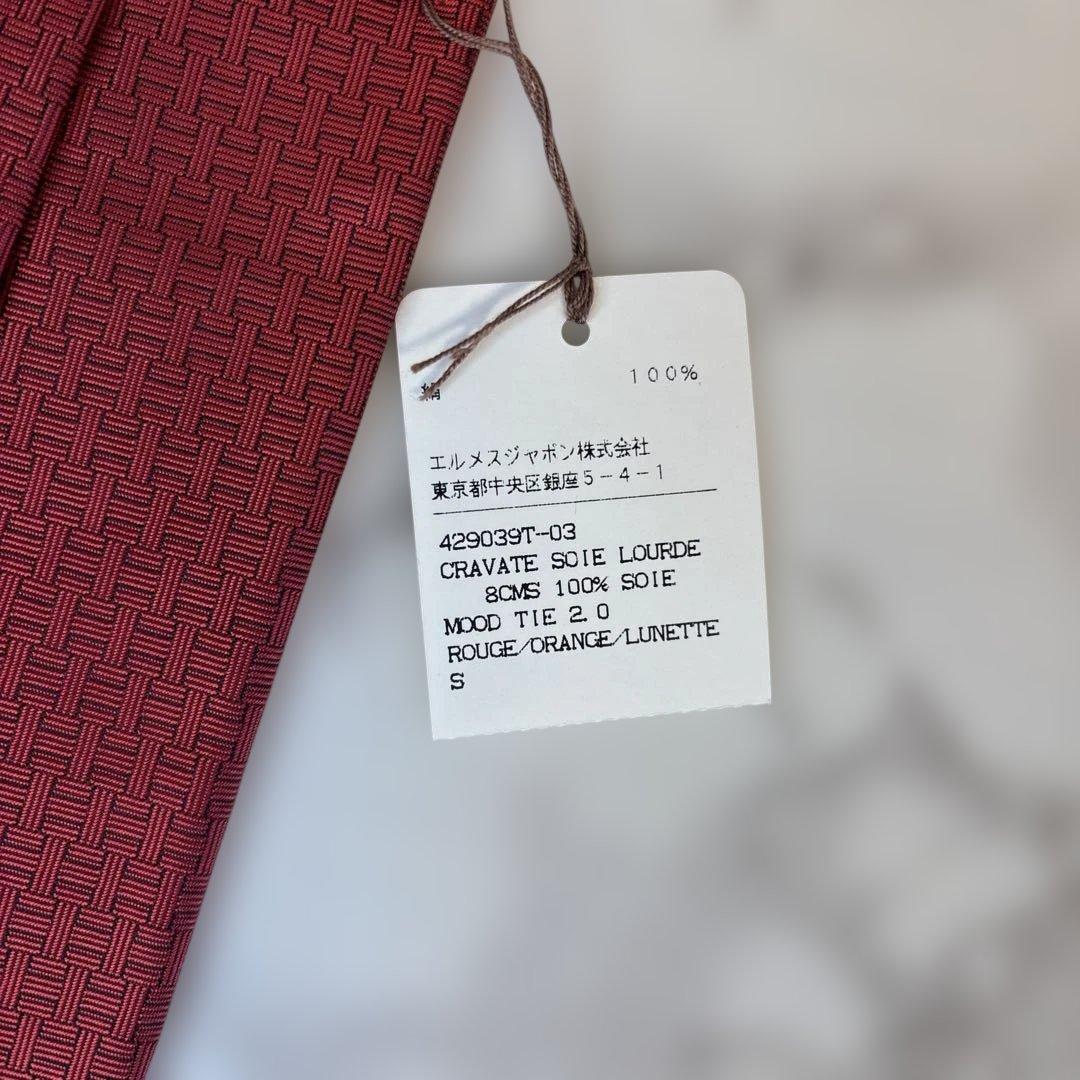 絹 100%
エルメスジャポン株式会社
東京都中央区銀座5-4-1
429039T-03
CRAVATE SOIE LOURDE
8CMS 100% SOIE
MOOD TIE 2.0
ROUGE/ORANGE/LUNETTE
S